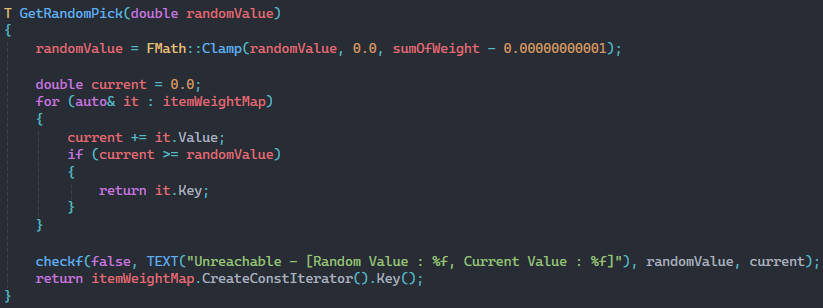 T GetRandomPick(double randomValue)
{
    randomValue = FMath::Clamp(randomValue, 0.0, sumOfWeight - 0.00000000001);

    double current = 0.0;
    for (auto& it : itemWeightMap)
    {
        current += it.Value;
        if (current >= randomValue)
        {
            return it.Key;
        }
    }

    checkf(false, TEXT("Unreachable - [Random Value : %f, Current Value : %f]"), randomValue, current);
    return itemWeightMap.CreateConstIterator().Key();
}